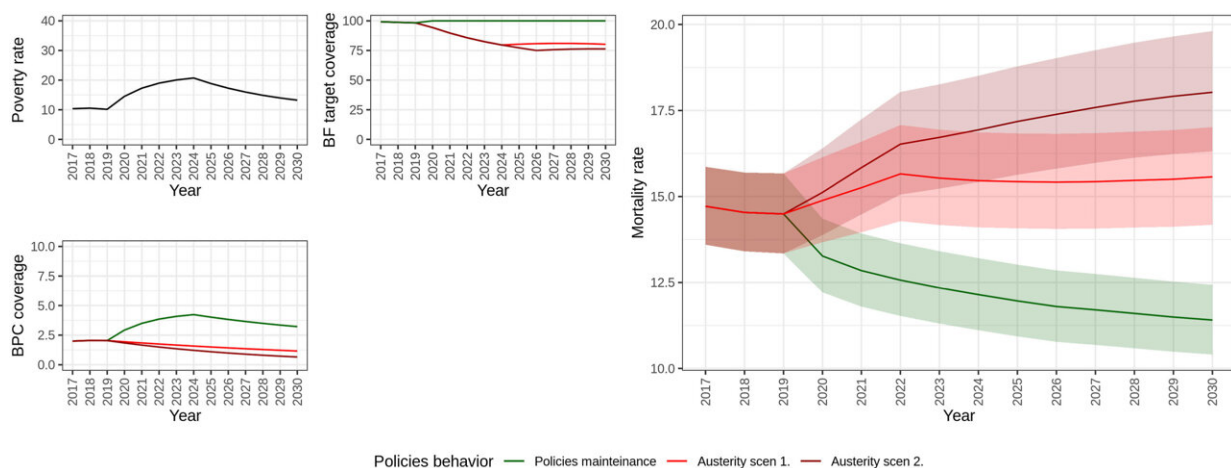 Poverty rate
40
30
20
10
0
2017 2018 2019 2020 2021 2022 2023 2024 2025 2026 2027 2028 2029 2030
Year
BF target coverage
100
75
50
25
0
2017 2018 2019 2020 2021 2022 2023 2024 2025 2026 2027 2028 2029 2030
Year
BPC coverage
10.0
7.5
5.0
2.5
0.0
2017 2018 2019 2020 2021 2022 2023 2024 2025 2026 2027 2028 2029 2030
Year
Mortality rate
20.0
17.5
15.0
12.5
10.0
2017 2018 2019 2020 2021 2022 2023 2024 2025 2026 2027 2028 2029 2030
Year
Policies behavior Policies mainteinance Austerity scen 1. Austerity scen 2.